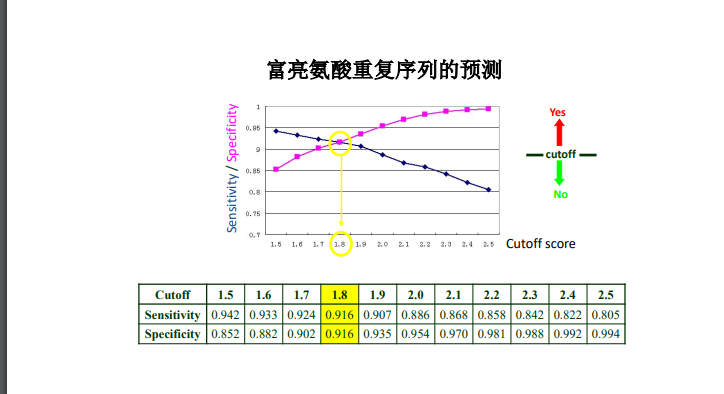 富亮氨酸重复序列的预测
Sensitivity / Specificity
1
0.95
9
0.85
0.8
0.75
0.7
1.5 1.6 1.7 1.8 1.9 2.0 2.1 2.2 2.3 2.4 2.5
Cutoff score
Yes
cutoff
No
Cutoff 1.5 1.6 1.7 1.8 1.9 2.0 2.1 2.2 2.3 2.4 2.5
Sensitivity 0.942 0.933 0.924 0.916 0.907 0.886 0.868 0.858 0.842 0.822 0.805
Specificity 0.852 0.882 0.902 0.916 0.935 0.954 0.970 0.981 0.988 0.992 0.994